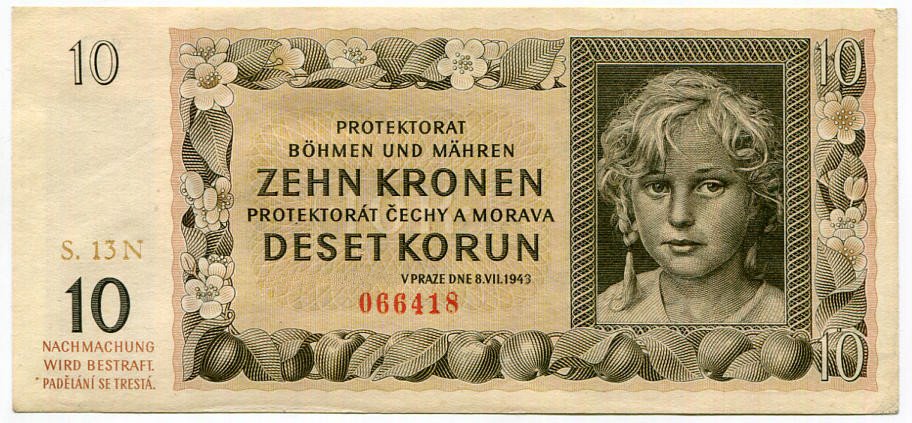 10
10
PROTEKTORAT
BÖHMEN UND MÄHREN
ZEHN KRONEN
PROTEKTORÁT ČECHY A MORAVA
DESET KORUN
V PRAZE DNE 8.VII.1943
066418
S. 13 N
10
NACHMACHUNG
WIRD BESTRAFT.
PADĚLÁNÍ SE TRESTÁ.
10